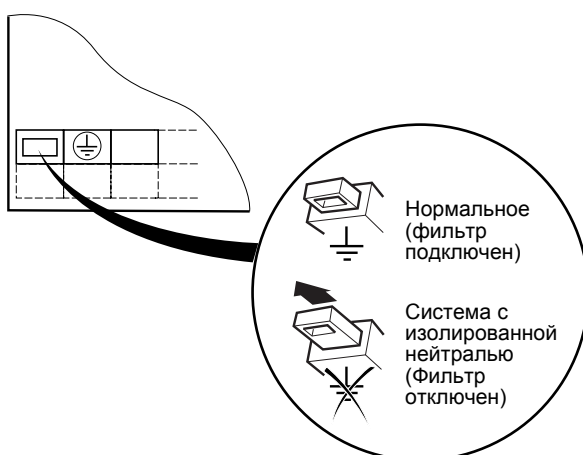 Нормальное
(фильтр
подключен)
Система с
изолированной
нейтралью
(Фильтр
отключен)